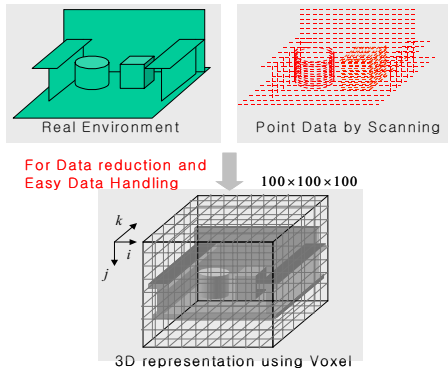 Real Environment
Point Data by Scanning
For Data reduction and
Easy Data Handling
100×100×100
k
i
j
3D representation using Voxel